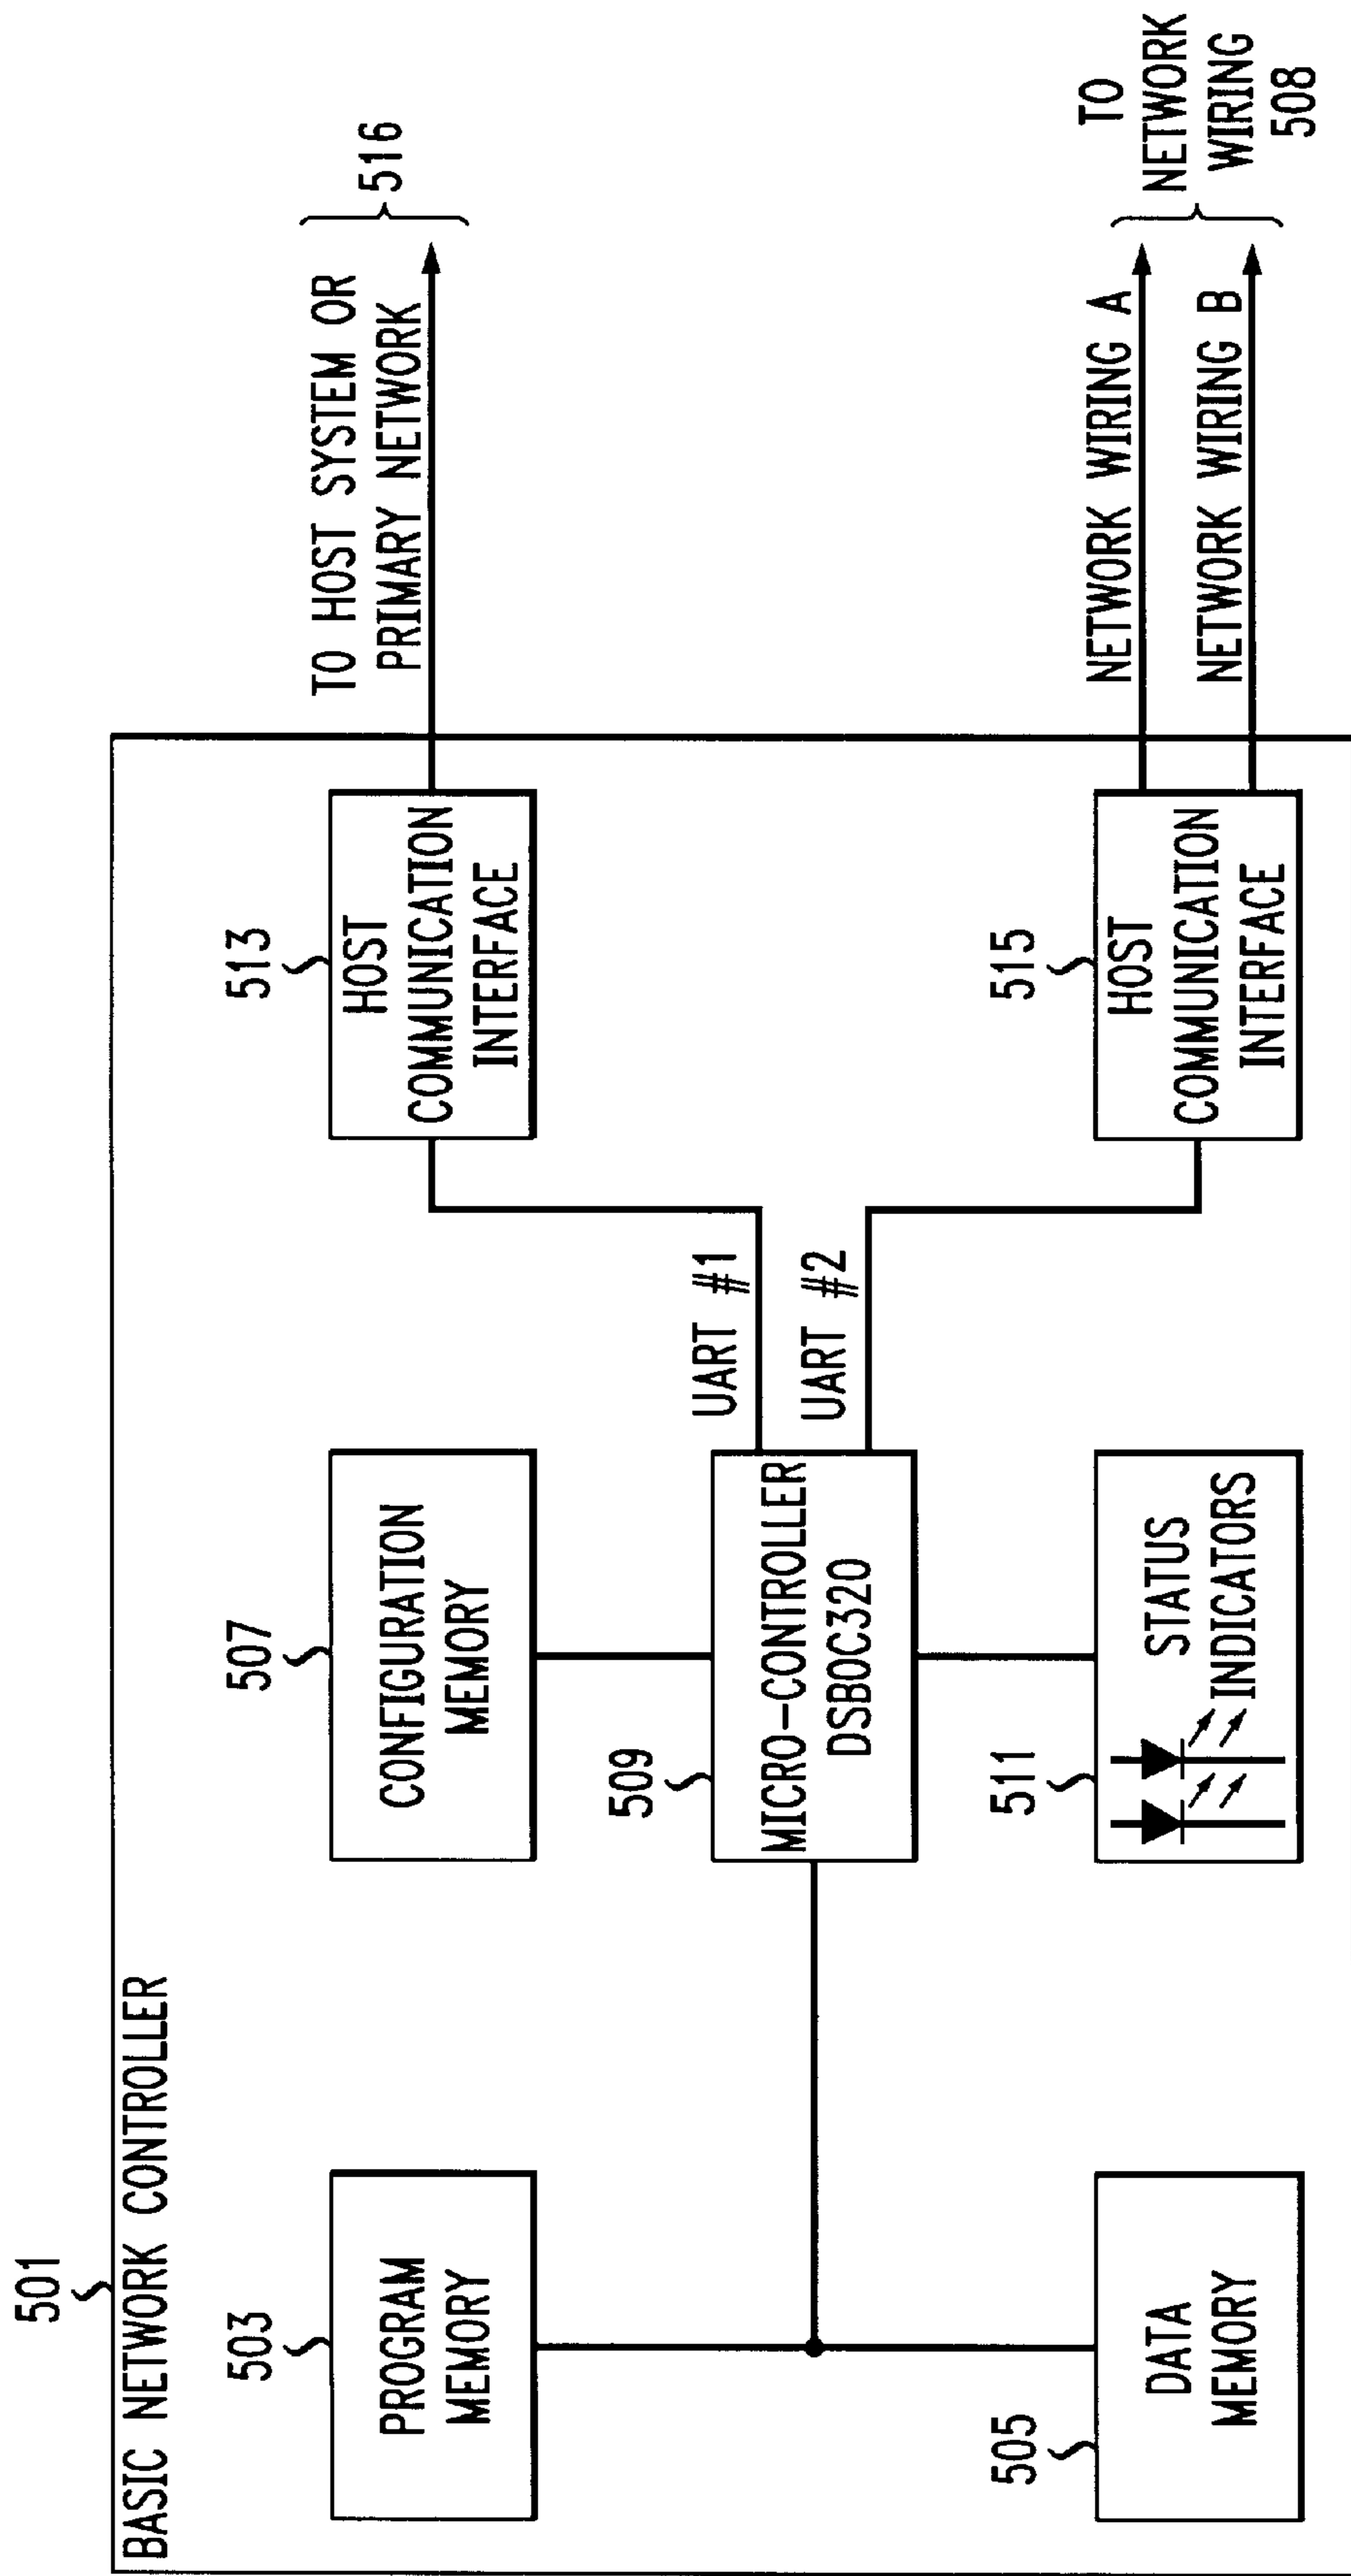 501
BASIC NETWORK CONTROLLER
503
PROGRAM
MEMORY
505
DATA
MEMORY
507
CONFIGURATION
MEMORY
509
MICRO-CONTROLLER
DSB0C320
511
STATUS
INDICATORS
UART #1
UART #2
513
HOST
COMMUNICATION
INTERFACE
515
HOST
COMMUNICATION
INTERFACE
TO HOST SYSTEM OR
PRIMARY NETWORK
516
NETWORK WIRING A
NETWORK WIRING B
TO
NETWORK
WIRING
508